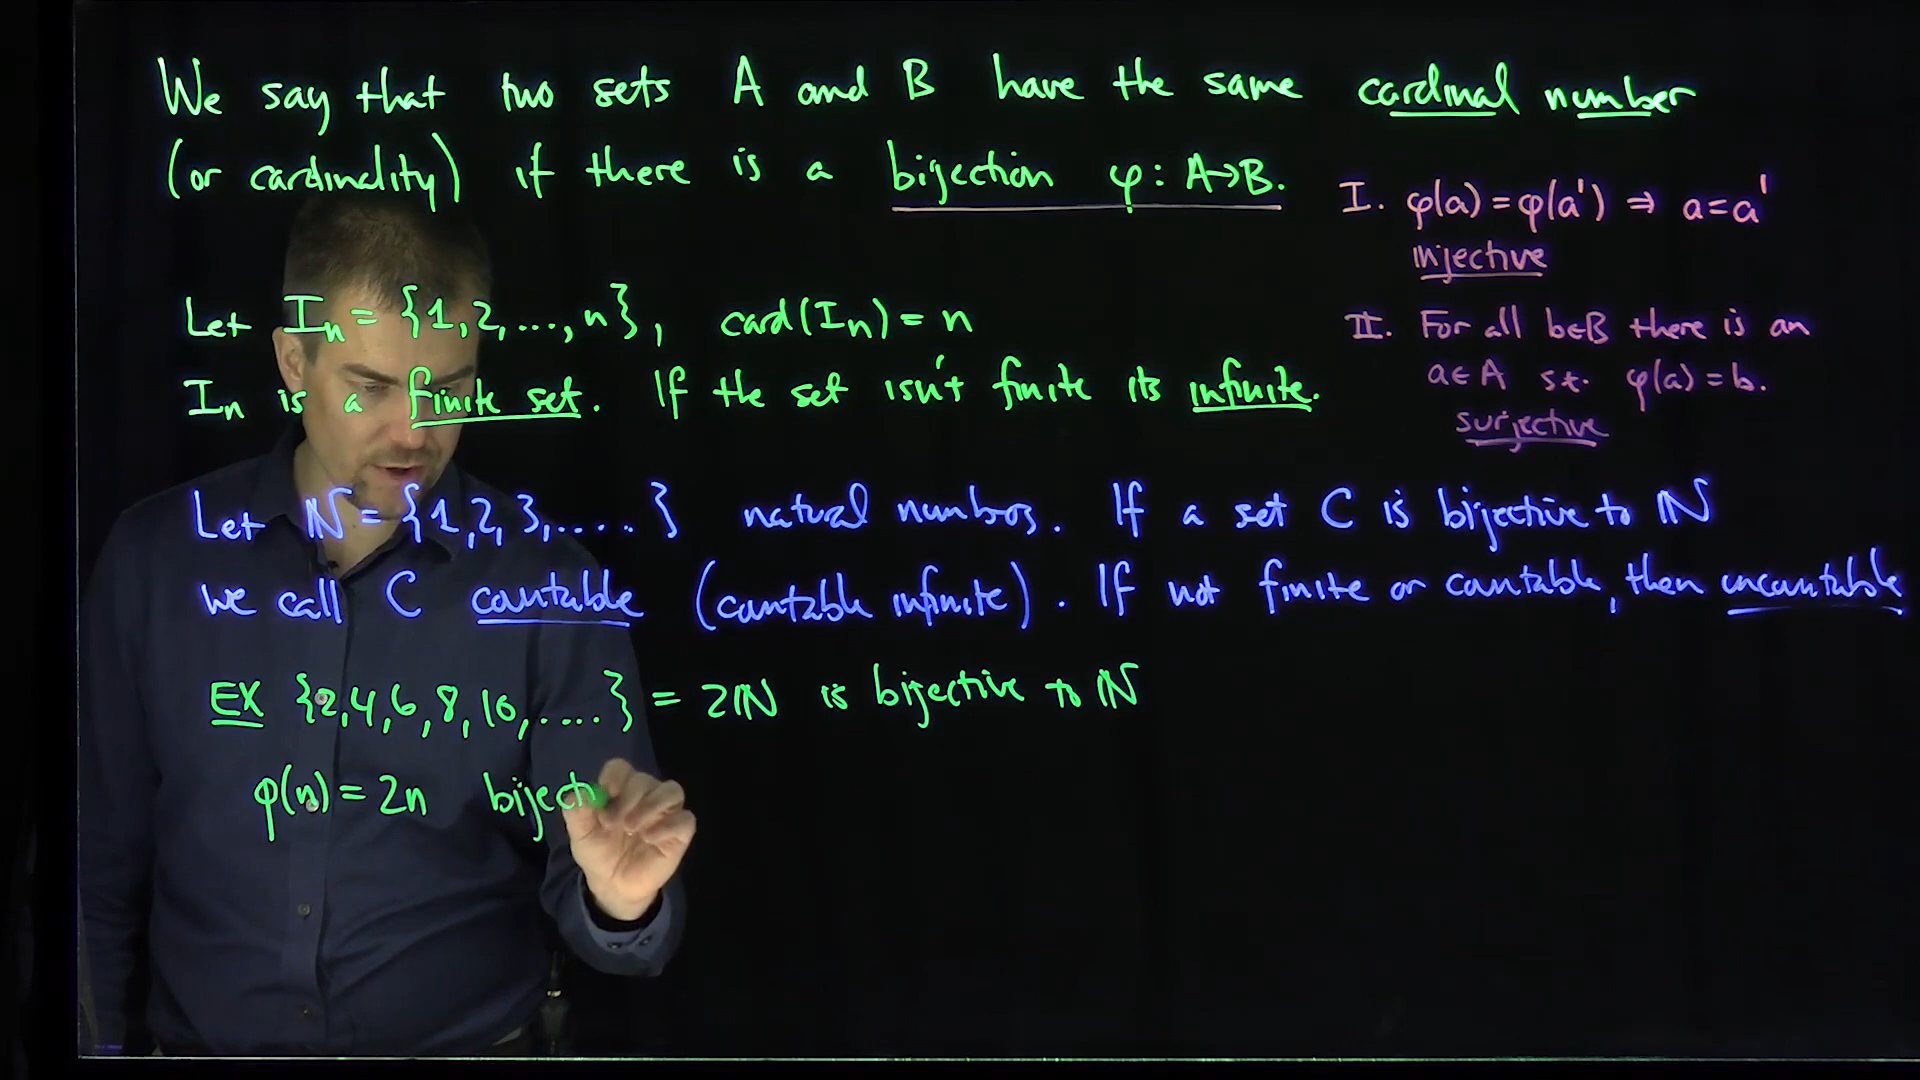 We say that two sets A and B have the same cardinal number
(or cardinality) if there is a bijection φ: A→B.
I. φ(a) = φ(a') ⇒ a = a'
injective
II. For all b∈B there is an
a∈A s.t. φ(a) = b.
surjective
Let Iₙ = {1, 2, ..., n}, card(Iₙ) = n
Iₙ is a finite set. If the set isn't finite its infinite.
Let ℕ = {1, 2, 3, ....} natural numbers. If a set C is bijective to ℕ
we call C countable (countable infinite). If not finite or countable, then uncountable
EX {2, 4, 6, 8, 10, ....} = 2ℕ is bijective to ℕ
φ(n) = 2n bijecti